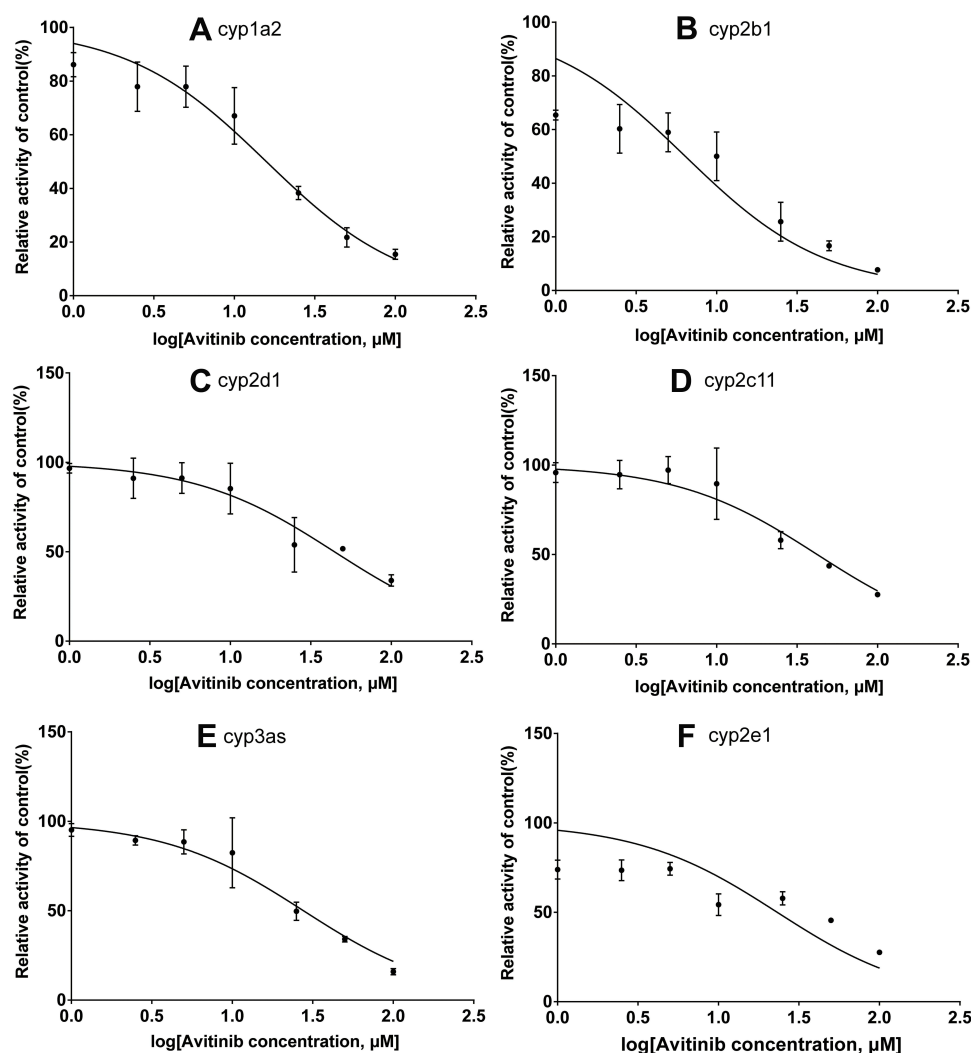 A cyp1a2
Relative activity of control(%)
100
80
60
40
20
0
0.0 0.5 1.0 1.5 2.0 2.5
log[Avitinib concentration, µM]
B cyp2b1
Relative activity of control(%)
100
80
60
40
20
0
0.0 0.5 1.0 1.5 2.0 2.5
log[Avitinib concentration, µM]
C cyp2d1
Relative activity of control(%)
150
100
50
0
0.0 0.5 1.0 1.5 2.0 2.5
log[Avitinib concentration, µM]
D cyp2c11
Relative activity of control(%)
150
100
50
0
0.0 0.5 1.0 1.5 2.0 2.5
log[Avitinib concentration, µM]
E cyp3as
Relative activity of control(%)
150
100
50
0
0.0 0.5 1.0 1.5 2.0 2.5
log[Avitinib concentration, µM]
F cyp2e1
Relative activity of control(%)
150
100
50
0
0.0 0.5 1.0 1.5 2.0 2.5
log[Avitinib concentration, µM]